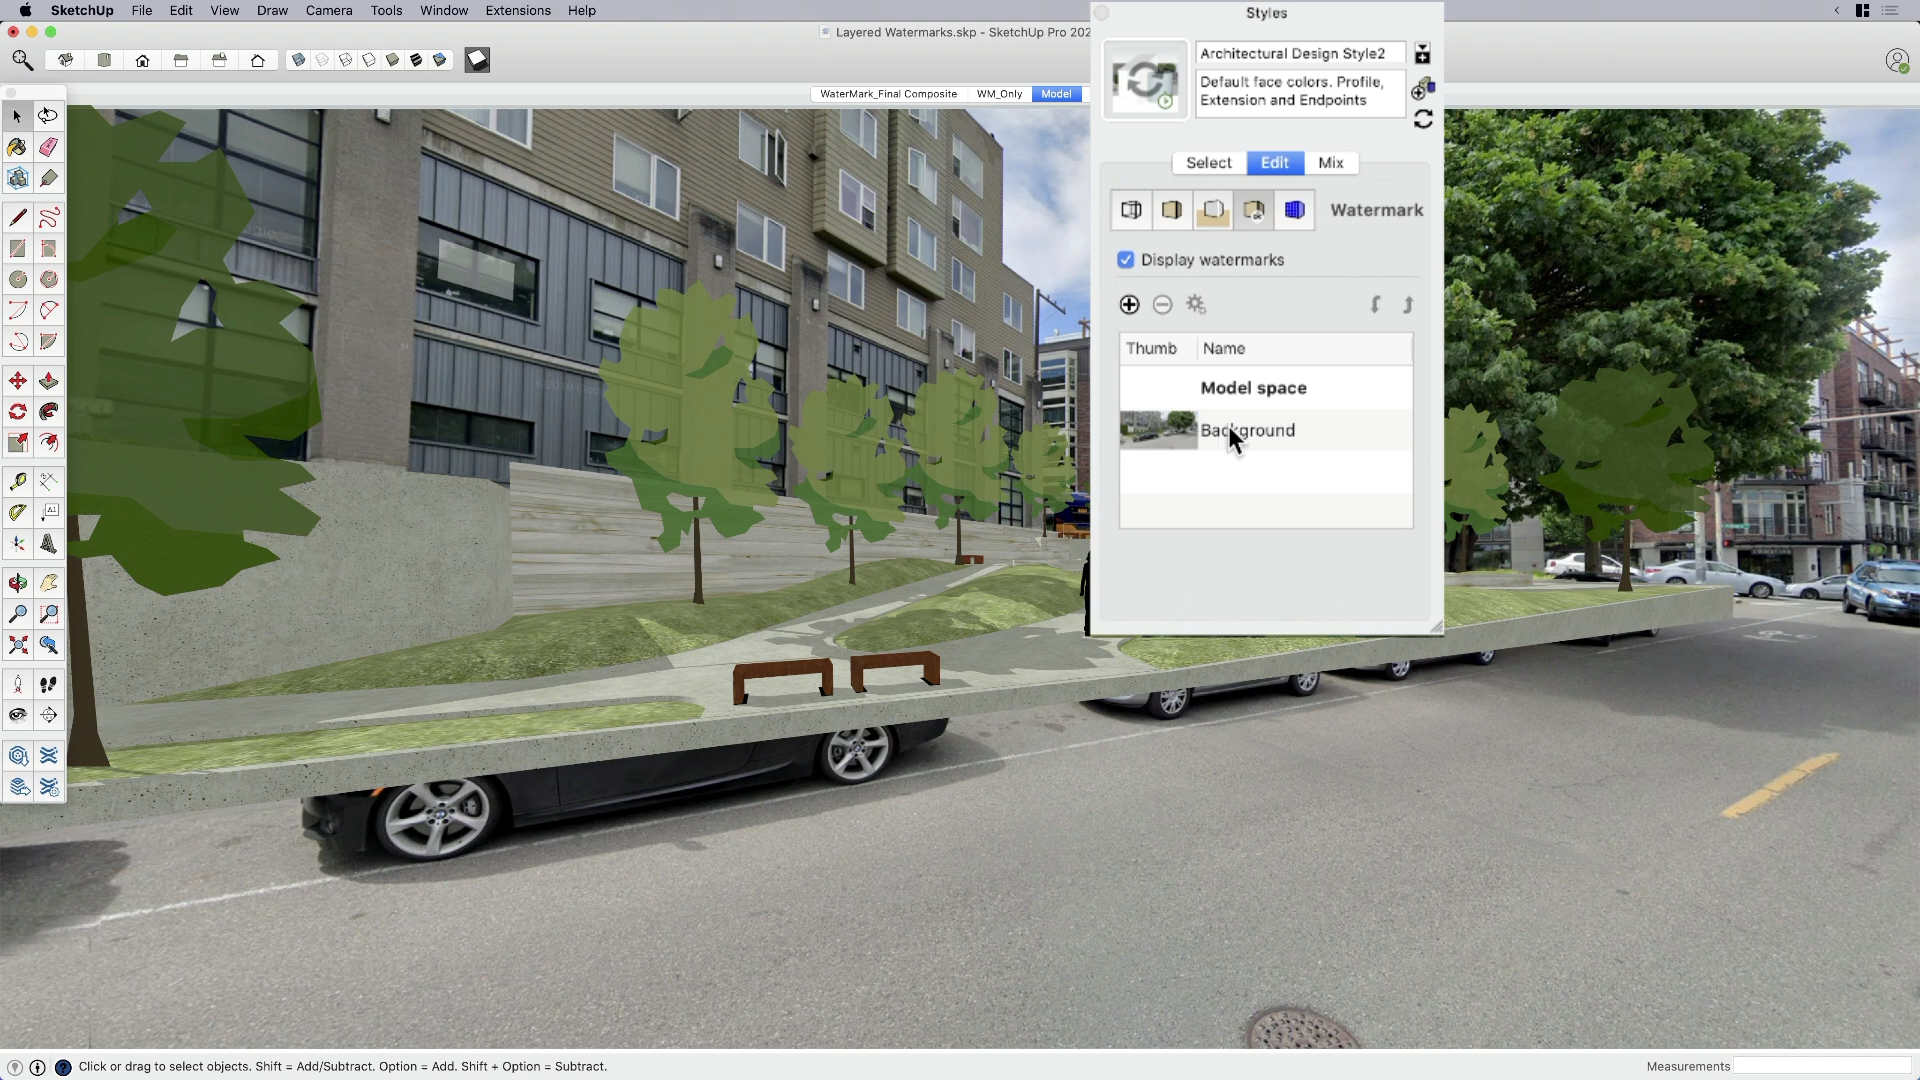 SketchUp File Edit View Draw Camera Tools Window Extensions Help
Layered Watermarks.skp - SketchUp Pro 202
WaterMark_Final Composite WM_Only Model
Styles
Architectural Design Style2
Default face colors. Profile,
Extension and Endpoints
Select Edit Mix
Watermark
Display watermarks
Thumb Name
Model space
Background
Click or drag to select objects. Shift = Add/Subtract. Option = Add. Shift + Option = Subtract.
Measurements